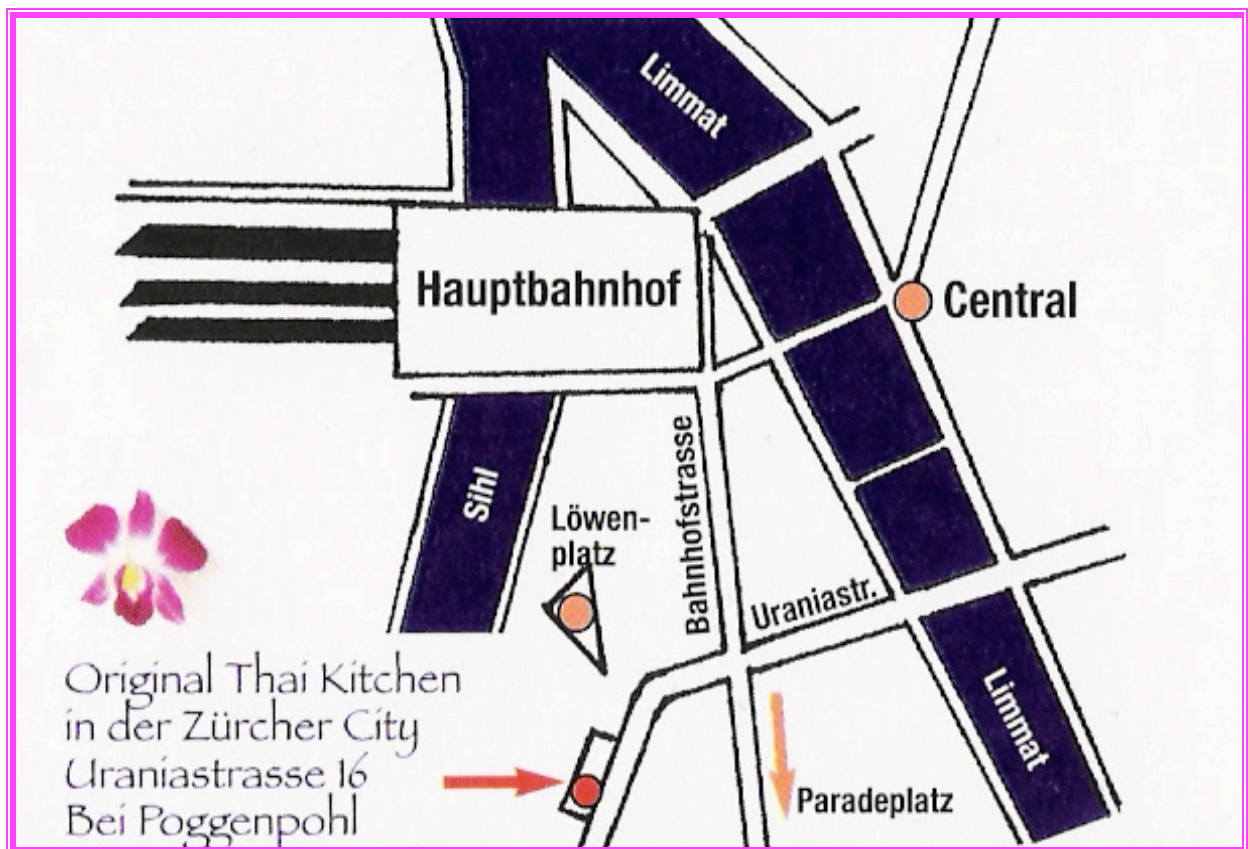 Limmat
Hauptbahnhof
Central
Sihl
Löwen-
platz
Bahnhofstrasse
Uraniastr.
Limmat
Paradeplatz
Original Thai Kitchen
in der Zürcher City
Uraniastrasse 16
Bei Poggenpohl